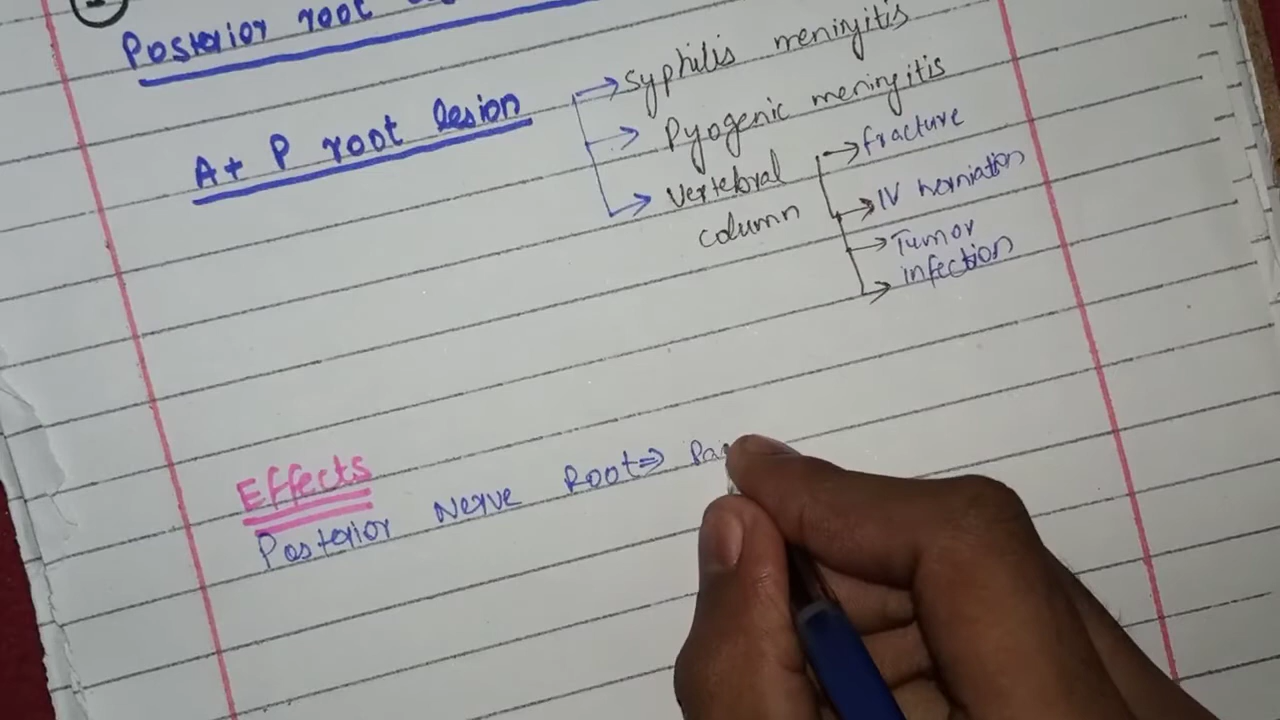 Posterior root
A+ P root lesion
Syphilis meningitis
Pyogenic meningitis
Vertebral column
fracture
IV herniation
Tumor
infection
Effects
Posterior Nerve Root ⇒ Pa